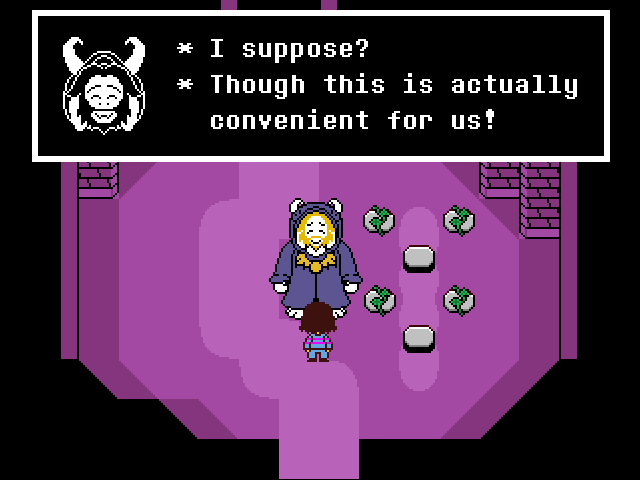 * I suppose?
* Though this is actually
convenient for us!